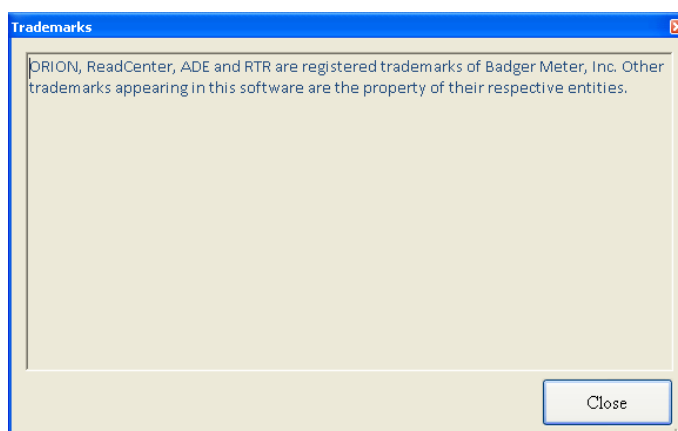 Trademarks
ORION, ReadCenter, ADE and RTR are registered trademarks of Badger Meter, Inc. Other
trademarks appearing in this software are the property of their respective entities.
Close